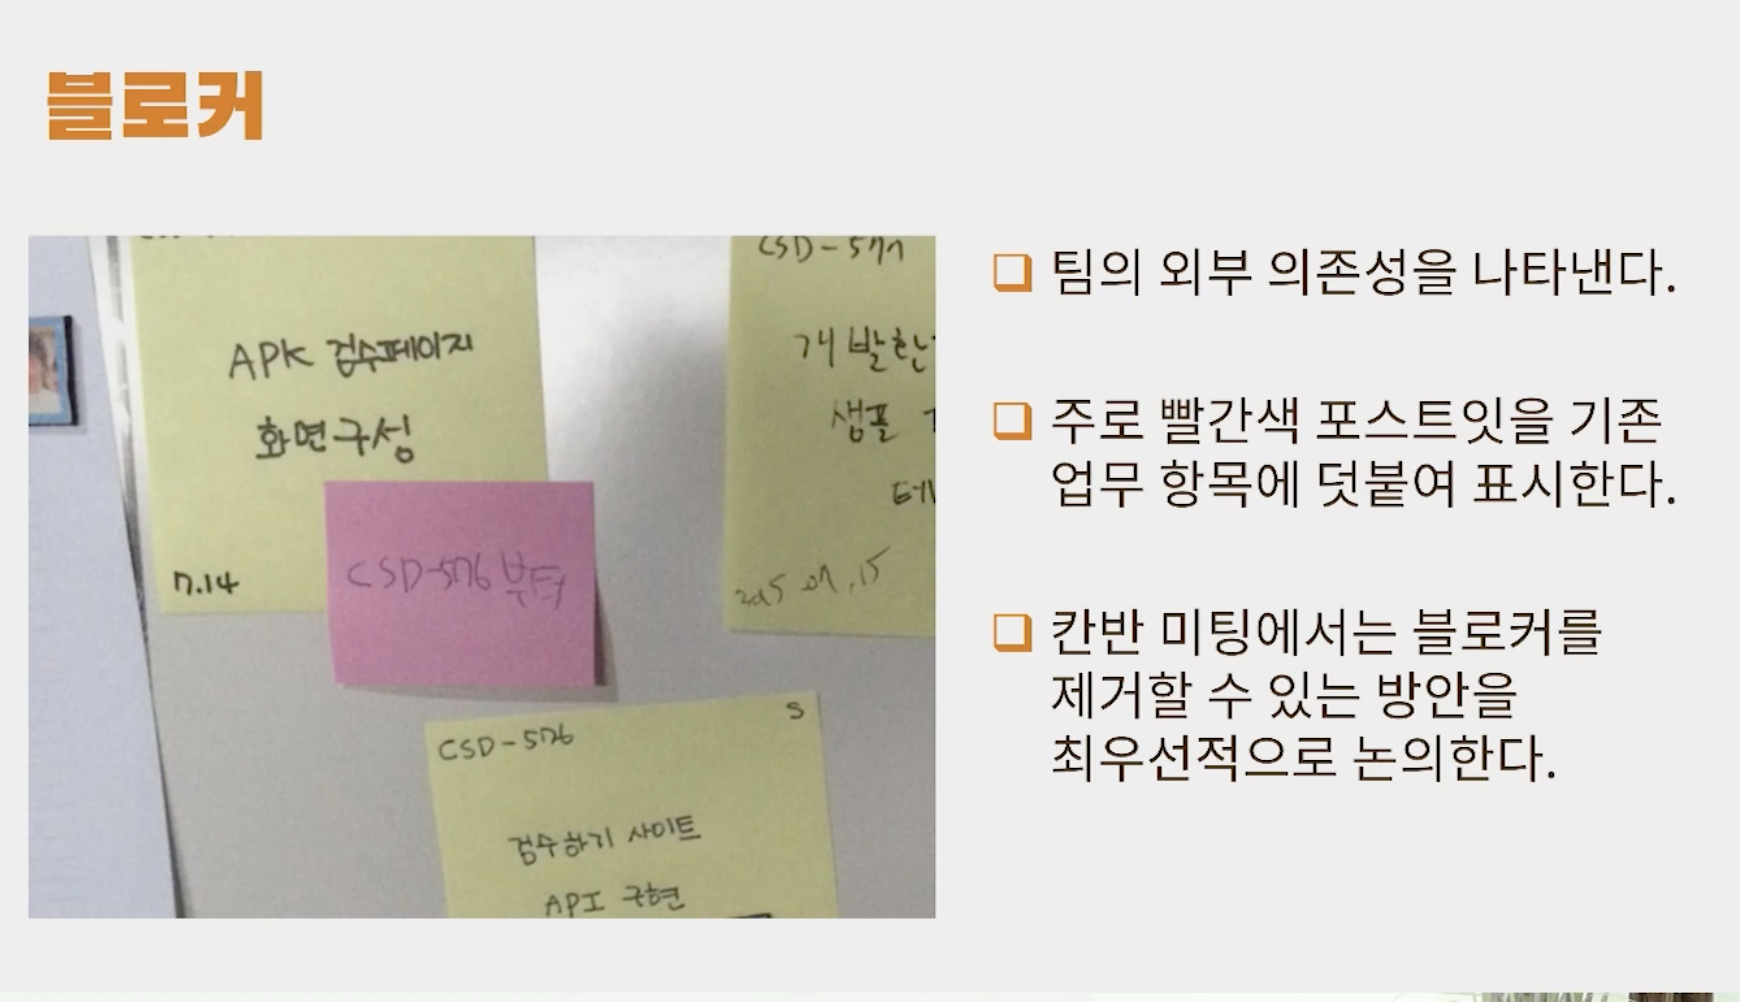 블로커
APK 검수페이지
화면구성
7.14
CSD-576 부터
CSD-577
개발한
샘플
2015.07.15
CSD-576
S
검수하기 사이트
API 구현
팀의 외부 의존성을 나타낸다.
주로 빨간색 포스트잇을 기존
업무 항목에 덧붙여 표시한다.
칸반 미팅에서는 블로커를
제거할 수 있는 방안을
최우선적으로 논의한다.